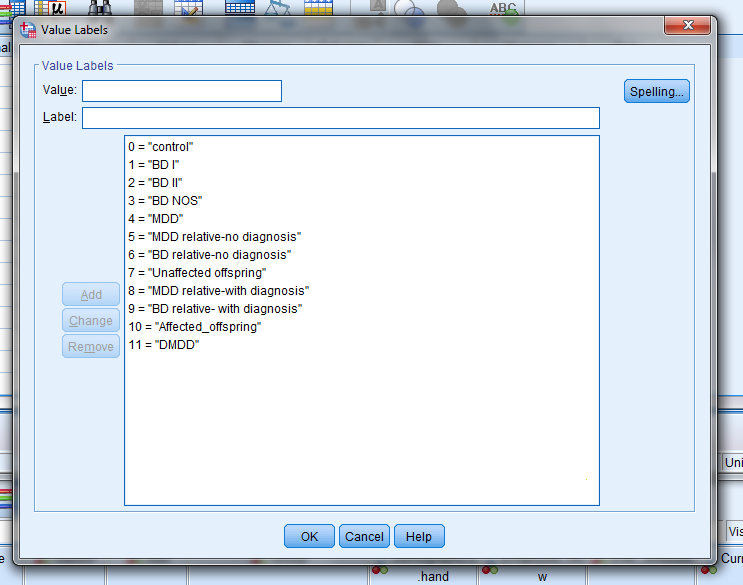 ABC
al
Value Labels
Value Labels
Value:
Spelling...
Label:
0 = "control"
1 = "BD I"
2 = "BD II"
3 = "BD NOS"
4 = "MDD"
5 = "MDD relative-no diagnosis"
6 = "BD relative-no diagnosis"
7 = "Unaffected offspring"
8 = "MDD relative-with diagnosis"
9 = "BD relative- with diagnosis"
10 = "Affected_offspring"
11 = "DMDD"
Add
Change
Remove
Uni
OK
Cancel
Help
Vis
e
Curr
.hand
w